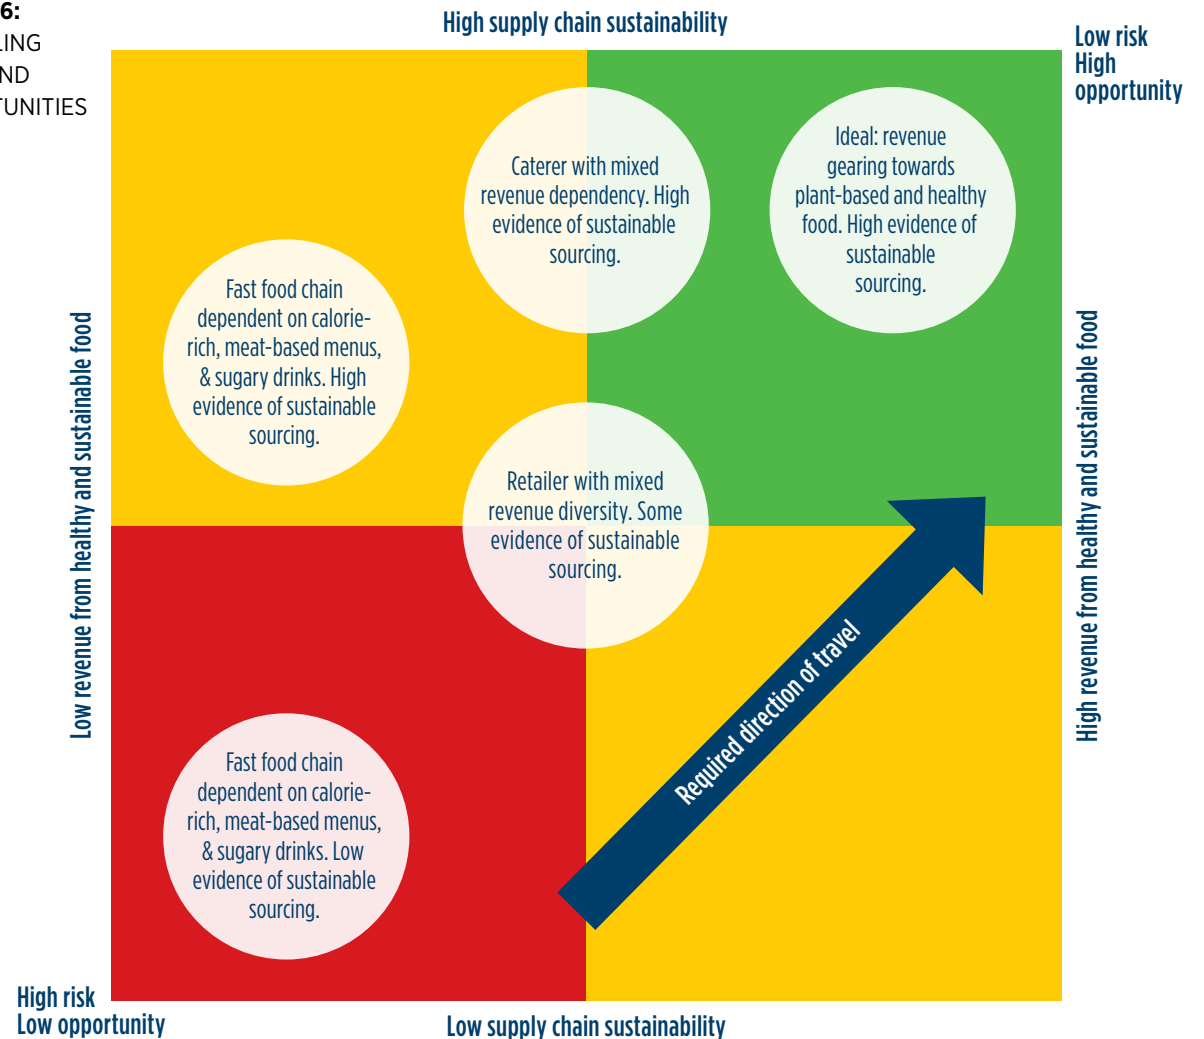 6:
LING
ND
TUNITIES
High supply chain sustainability
Low risk
High
opportunity
Caterer with mixed
revenue dependency. High
evidence of sustainable
sourcing.
Ideal: revenue
gearing towards
plant-based and healthy
food. High evidence of
sustainable
sourcing.
Fast food chain
dependent on calorie-
rich, meat-based menus,
& sugary drinks. High
evidence of sustainable
sourcing.
Low revenue from healthy and sustainable food
High revenue from healthy and sustainable food
Retailer with mixed
revenue diversity. Some
evidence of sustainable
sourcing.
Required direction of travel
Fast food chain
dependent on calorie-
rich, meat-based menus,
& sugary drinks. Low
evidence of sustainable
sourcing.
High risk
Low opportunity
Low supply chain sustainability